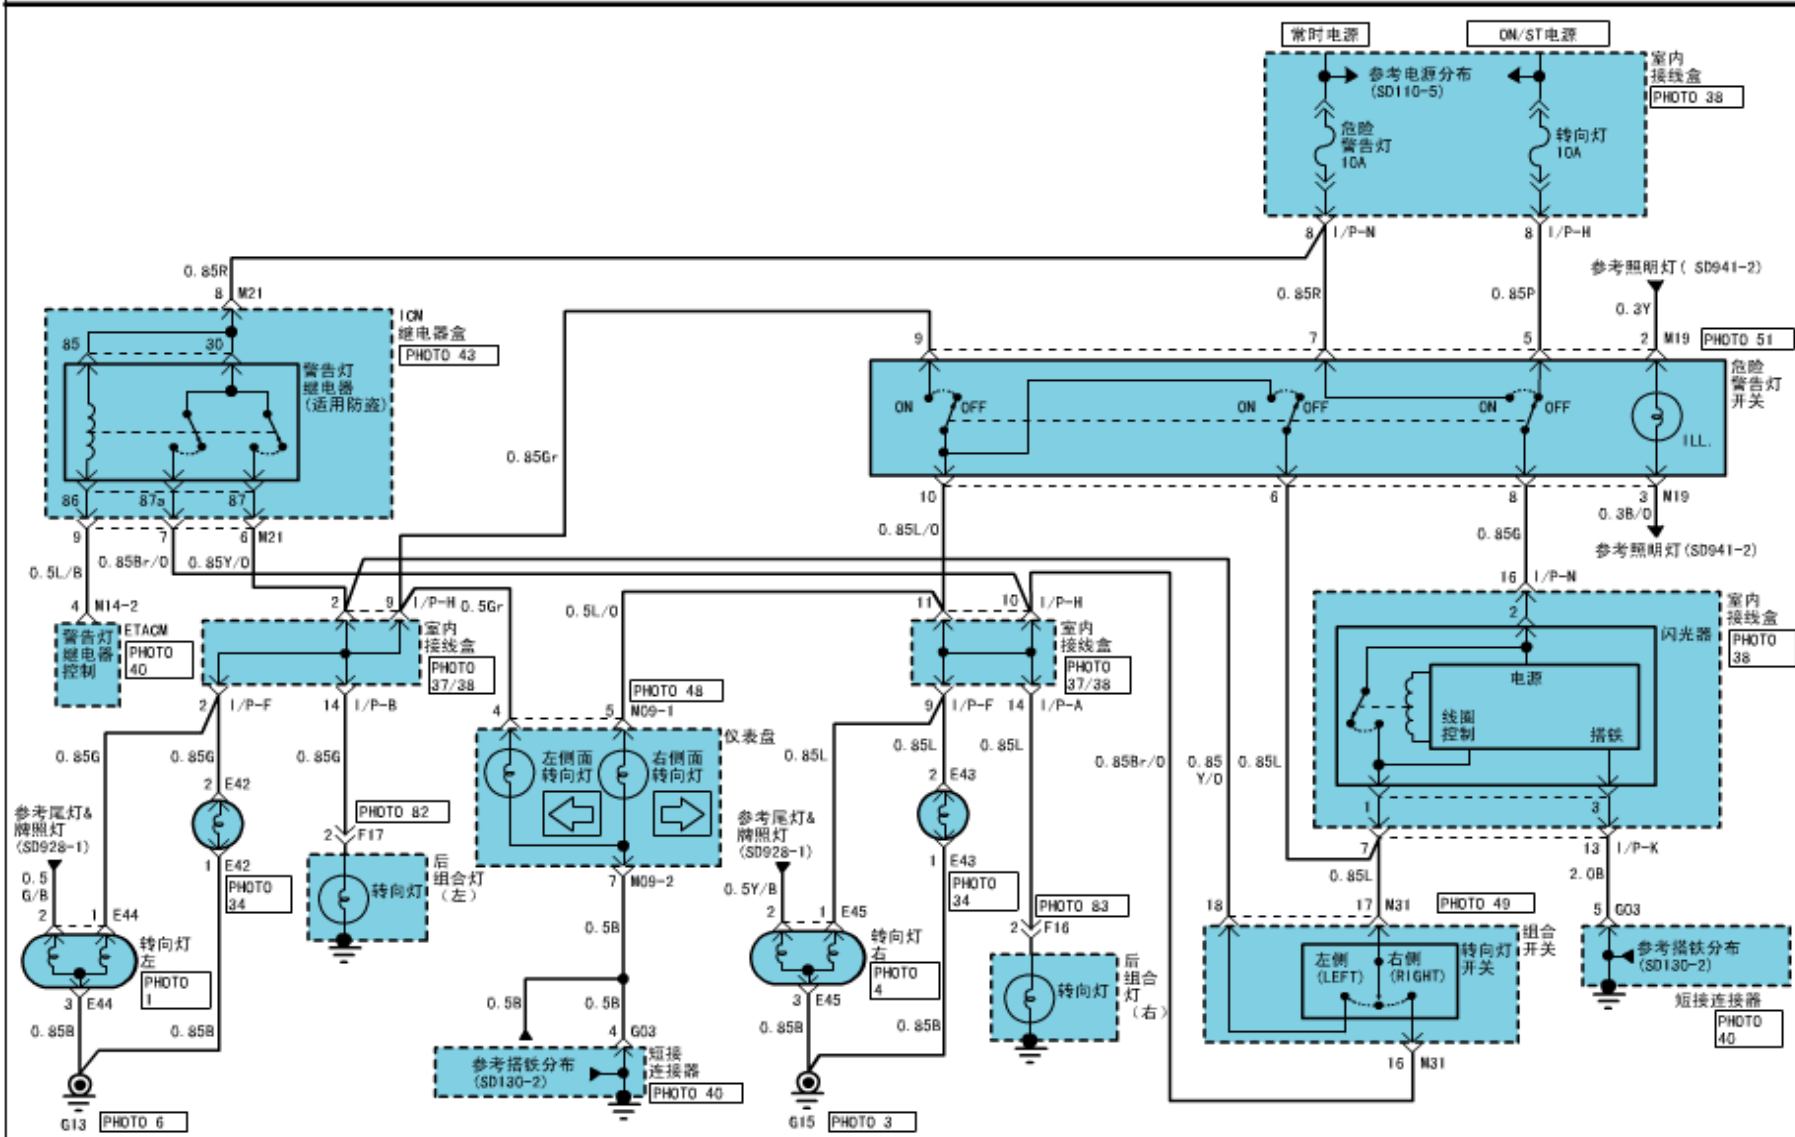 常时电源
ON/ST电源
参考电源分布
(SD110-5)
室内
接线盒
PHOTO 38
危险
警告灯
10A
转向灯
10A
8 I/P-N
8 I/P-H
参考照明灯( SD941-2)
0.85R
0.85R
0.85P
0.3Y
8 M21
ICM
继电器盒
PHOTO 43
85
30
警告灯
继电器
(适用防盗)
86
87a
87
9
7
6 M21
9
7
5
2 M19
PHOTO 51
危险
警告灯
开关
ON
OFF
ON
OFF
ON
OFF
ILL.
10
6
8
3 M19
0.85Gr
0.85L/O
0.85G
0.3B/O
参考照明灯(SD941-2)
0.5L/B
0.85Br/O
0.85Y/O
4 M14-2
ETACM
PHOTO
40
警告灯
继电器
控制
2
9 I/P-H
0.5Gr
0.5L/O
室内
接线盒
PHOTO
37/38
2 I/P-F
14 I/P-B
11
10 I/P-H
室内
接线盒
PHOTO
37/38
9 I/P-F
14 I/P-A
16 I/P-N
2
室内
接线盒
PHOTO
38
闪光器
电源
线圈
控制
搭铁
1
3
7
13 I/P-K
PHOTO 48
4
5 M09-1
仪表盘
左侧面
转向灯
右侧面
转向灯
7 M09-2
0.85G
0.85G
0.85G
0.85L
0.85L
0.85L
0.85Br/O
0.85
Y/O
0.85L
0.85L
2.0B
参考尾灯&
牌照灯
(SD928-1)
0.5
G/B
2 E42
1 E42
PHOTO
34
PHOTO 82
2 F17
后
组合灯
(左)
转向灯
2
1 E44
转向灯
左
PHOTO
1
3 E44
0.85B
0.85B
G13
PHOTO 6
0.5B
0.5B
0.5B
4 G03
参考搭铁分布
(SD130-2)
短接
连接器
PHOTO 40
参考尾灯&
牌照灯
(SD928-1)
0.5Y/B
2 E43
1 E43
PHOTO
34
2
1 E45
转向灯
右
PHOTO
4
3 E45
0.85B
0.85B
G15
PHOTO 3
PHOTO 83
2 F16
后
组合
灯
(右)
转向灯
18
17 M31
PHOTO 49
组合
开关
转向灯
开关
左侧
(LEFT)
右侧
(RIGHT)
16 M31
5 G03
参考搭铁分布
(SD130-2)
短接连接器
PHOTO
40